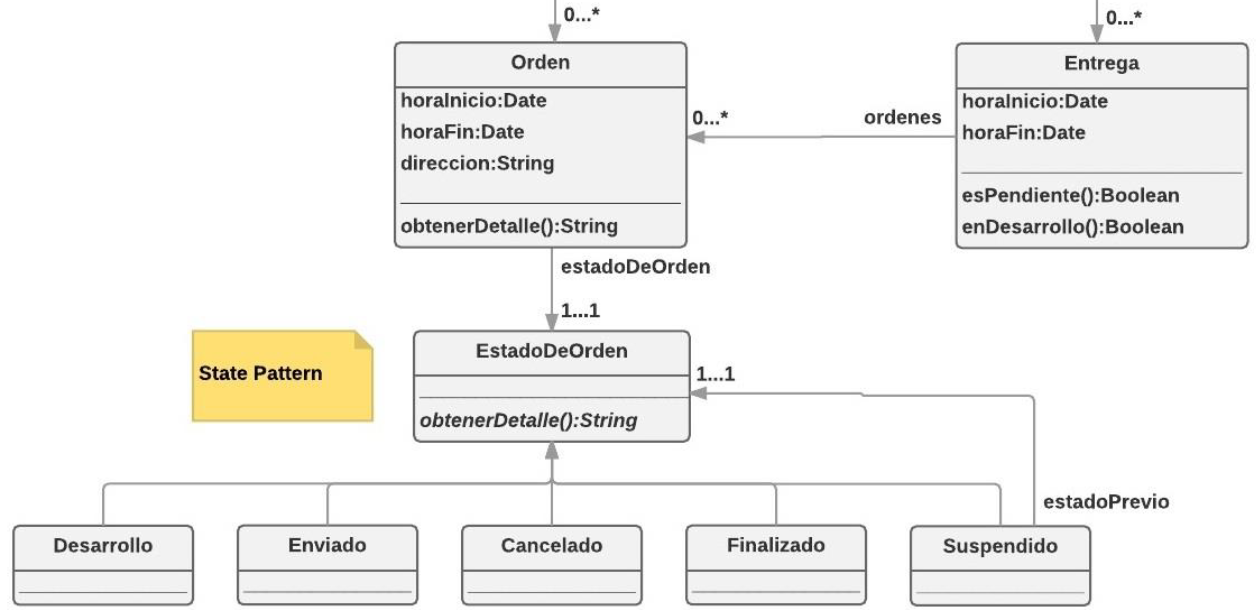 0...*
Orden
horaInicio:Date
horaFin:Date
direccion:String
obtenerDetalle():String
0...*
Entrega
horaInicio:Date
horaFin:Date
esPendiente():Boolean
enDesarrollo():Boolean
0...*
ordenes
estadoDeOrden
1...1
State Pattern
EstadoDeOrden
obtenerDetalle():String
1...1
estadoPrevio
Desarrollo
Enviado
Cancelado
Finalizado
Suspendido